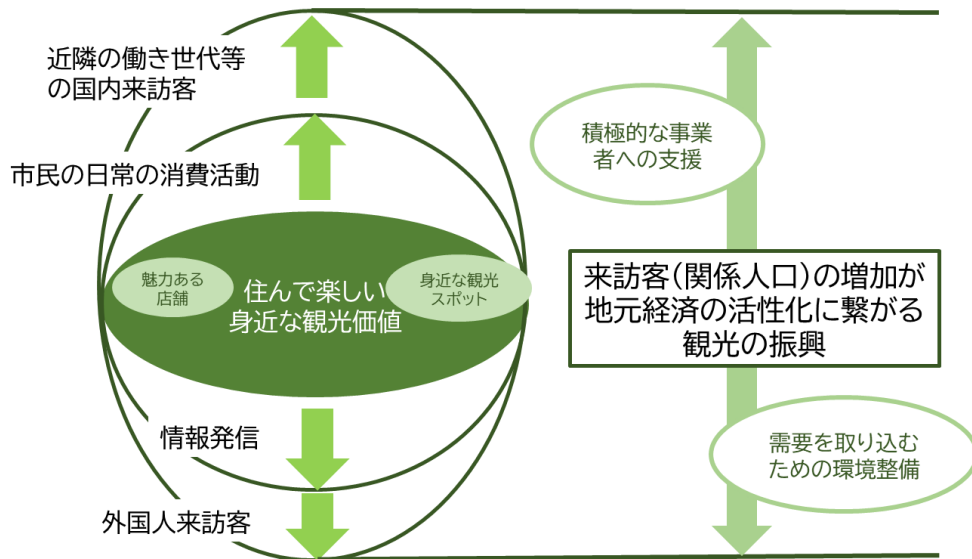 近隣の働き世代等
の国内来訪客
積極的な事業
者への支援
市民の日常の消費活動
魅力ある
店舗
住んで楽しい
身近な観光価値
身近な観光
スポット
来訪客(関係人口)の増加が
地元経済の活性化に繋がる
観光の振興
情報発信
需要を取り込む
ための環境整備
外国人来訪客